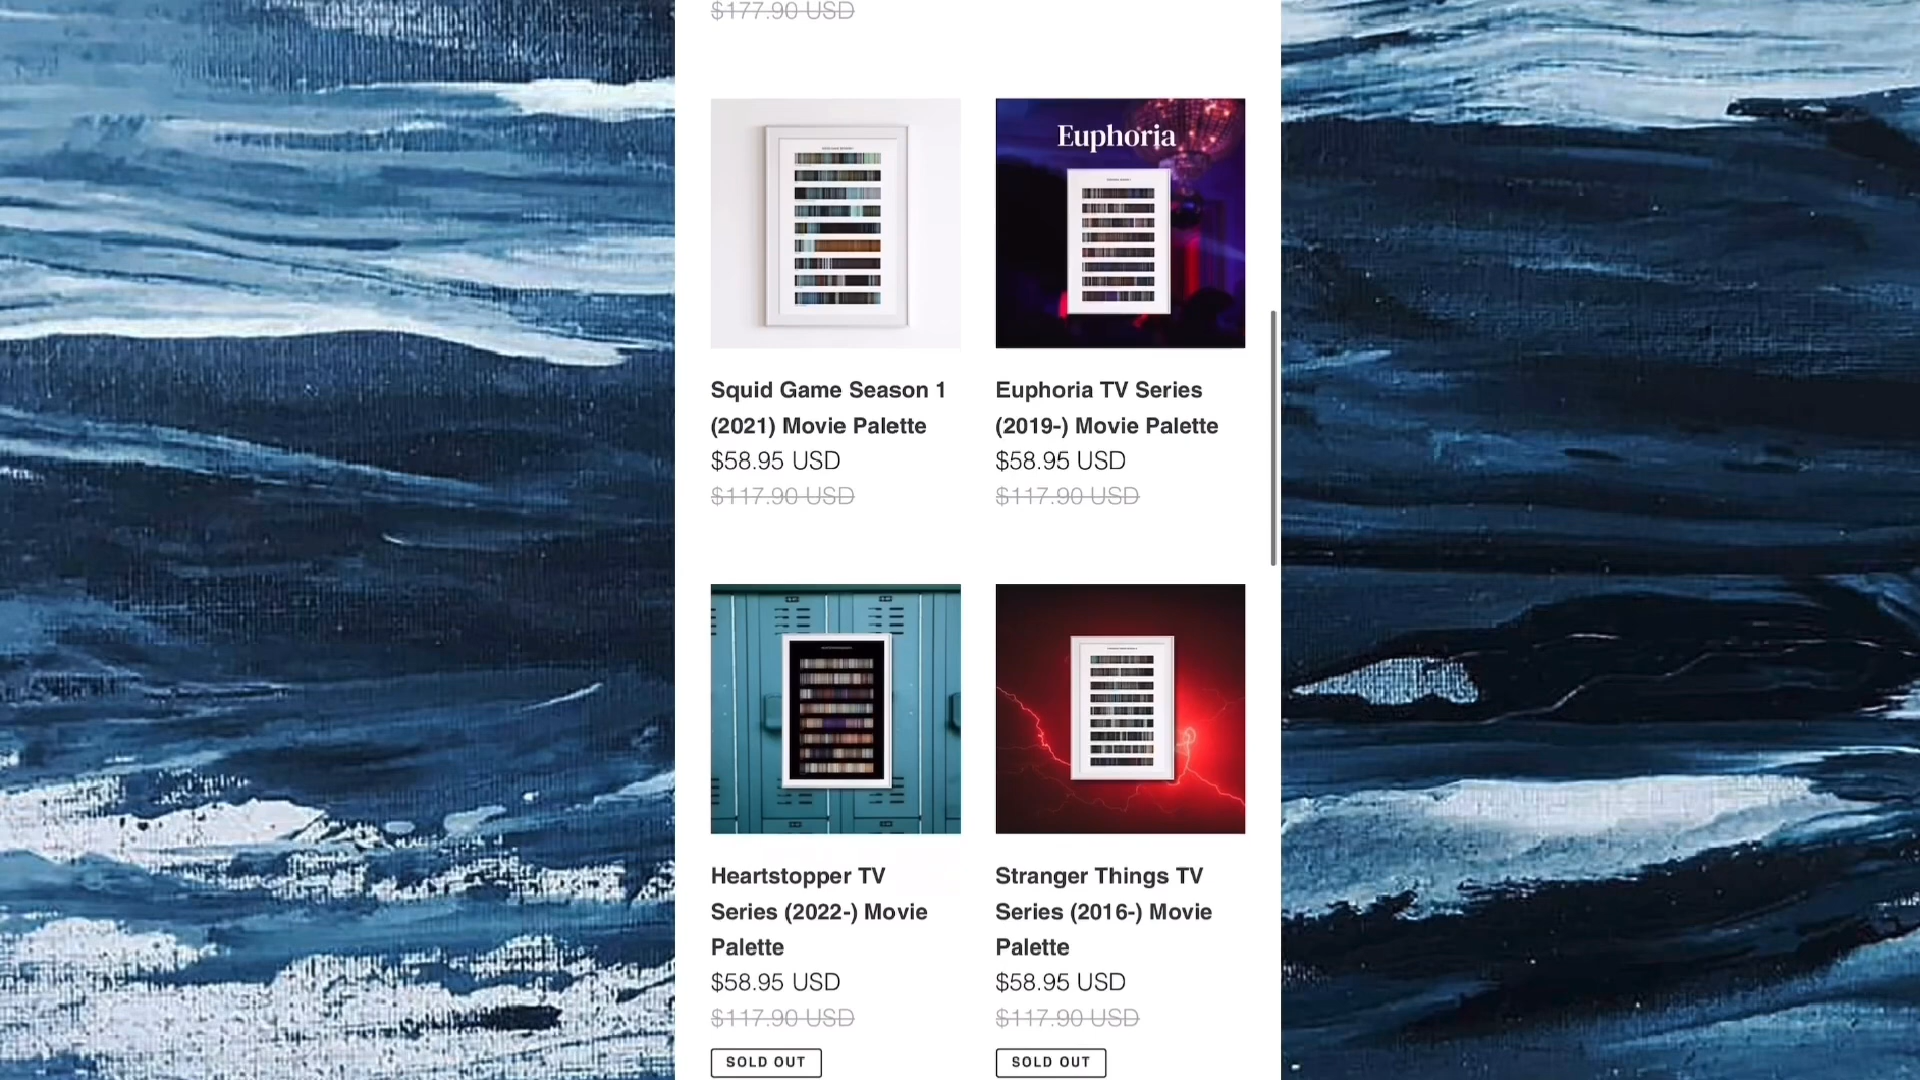 $177.90 USD
Euphoria
Squid Game Season 1
(2021) Movie Palette
$58.95 USD
$117.90 USD
Euphoria TV Series
(2019-) Movie Palette
$58.95 USD
$117.90 USD
Heartstopper TV
Series (2022-) Movie
Palette
$58.95 USD
$117.90 USD
SOLD OUT
Stranger Things TV
Series (2016-) Movie
Palette
$58.95 USD
$117.90 USD
SOLD OUT